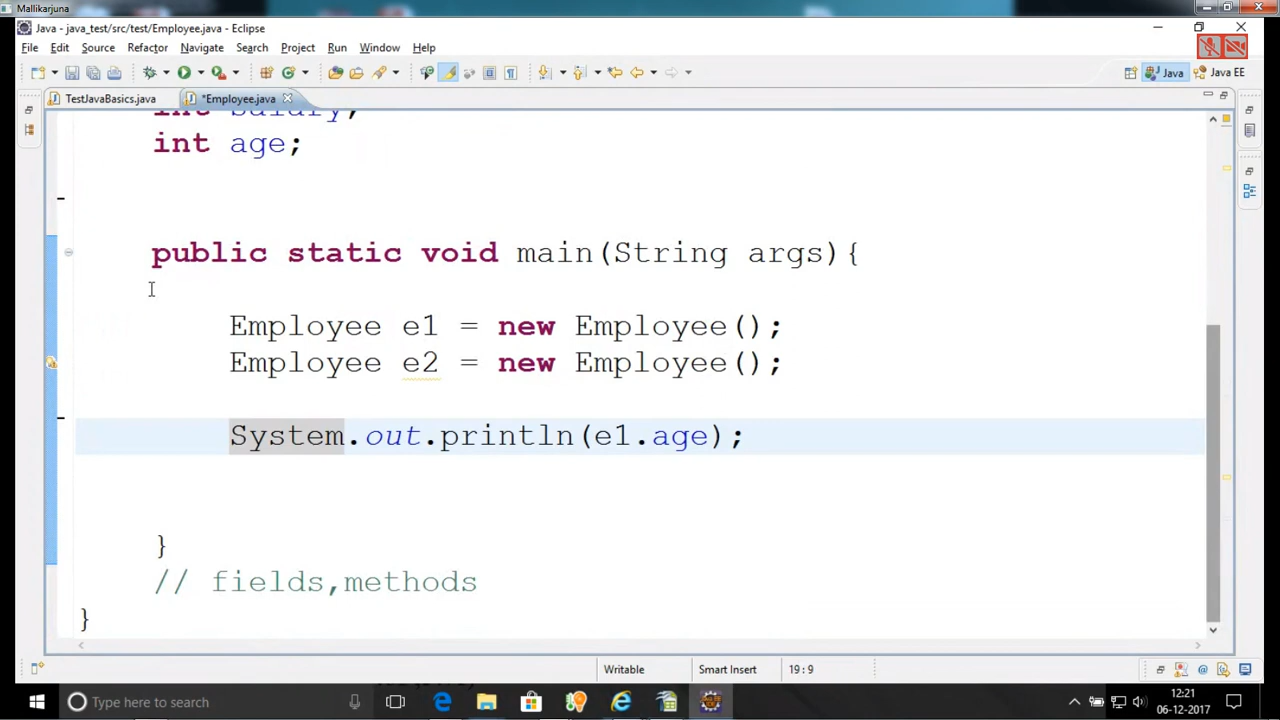 Mallikarjuna
Java - java_test/src/test/Employee.java - Eclipse
File Edit Source Refactor Navigate Search Project Run Window Help
Java Java EE
TestJavaBasics.java *Employee.java
int salary;
int age;
public static void main(String args){
Employee e1 = new Employee();
Employee e2 = new Employee();
System.out.println(e1.age);
}
// fields,methods
}
Writable Smart Insert 19:9
Type here to search
12:21
06-12-2017